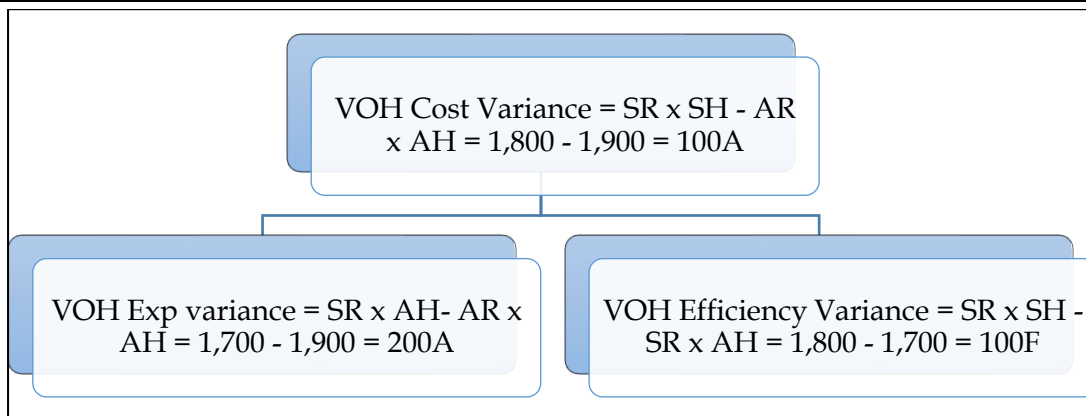 VOH Cost Variance = SR x SH - AR
x AH = 1,800 - 1,900 = 100A
VOH Exp variance = SR x AH- AR x
AH = 1,700 - 1,900 = 200A
VOH Efficiency Variance = SR x SH -
SR x AH = 1,800 - 1,700 = 100F